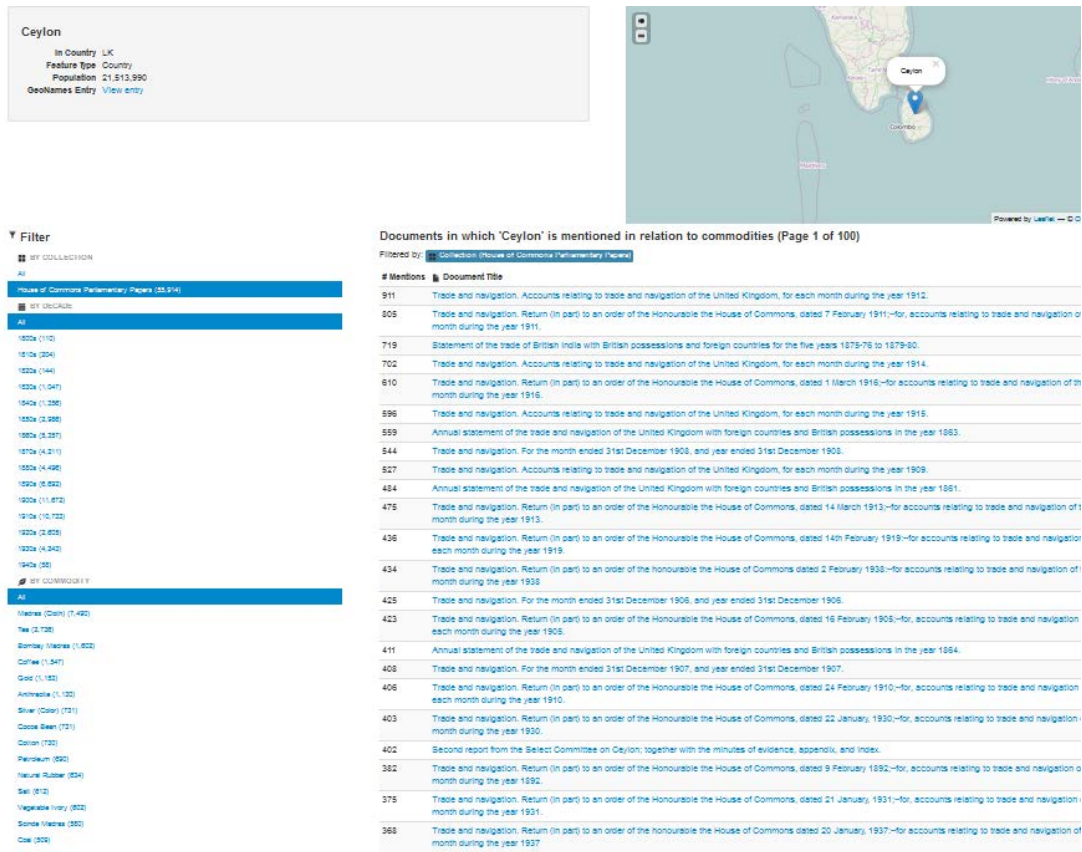 Ceylon
In Country LK
Feature Type Country
Population 21,513,990
GeoNames Entry View entry
Karnataka
Kerala
Ceylon
Colombo
Maldives
Powered by Leaflet — ©
Filter
BY COLLECTION
All
House of Commons Parliamentary Papers (55,914)
BY DECADE
All
1800s (110)
1810s (204)
1820s (144)
1830s (1,047)
1840s (1,256)
1850s (2,986)
1860s (5,257)
1870s (4,211)
1880s (4,496)
1890s (6,692)
1900s (11,672)
1910s (10,722)
1920s (2,605)
1930s (4,342)
1940s (58)
BY COMMODITY
All
Madras (Cloth) (7,490)
Tea (3,736)
Bombay Madras (1,602)
Coffee (1,347)
Gold (1,152)
Anthracite (1,120)
Silver (Color) (731)
Cocoa Bean (731)
Cotton (730)
Petroleum (690)
Natural Rubber (634)
Salt (612)
Vegetable Ivory (602)
Scinde Madras (560)
Coal (509)
Documents in which 'Ceylon' is mentioned in relation to commodities (Page 1 of 100)
Filtered by: Collection (House of Commons Parliamentary Papers)
# Mentions Document Title
911 Trade and navigation. Accounts relating to trade and navigation of the United Kingdom, for each month during the year 1912.
805 Trade and navigation. Return (in part) to an order of the Honourable the House of Commons, dated 7 February 1911;--for, accounts relating to trade and navigation of
month during the year 1911.
719 Statement of the trade of British India with British possessions and foreign countries for the five years 1875-76 to 1879-80.
702 Trade and navigation. Accounts relating to trade and navigation of the United Kingdom, for each month during the year 1914.
610 Trade and navigation. Return (in part) to an order of the Honourable the House of Commons, dated 1 March 1916;--for accounts relating to trade and navigation of th
month during the year 1916.
596 Trade and navigation. Accounts relating to trade and navigation of the United Kingdom, for each month during the year 1915.
559 Annual statement of the trade and navigation of the United Kingdom with foreign countries and British possessions in the year 1863.
544 Trade and navigation. For the month ended 31st December 1908, and year ended 31st December 1908.
527 Trade and navigation. Accounts relating to trade and navigation of the United Kingdom, for each month during the year 1909.
484 Annual statement of the trade and navigation of the United Kingdom with foreign countries and British possessions in the year 1861.
475 Trade and navigation. Return (in part) to an order of the Honourable the House of Commons, dated 14 March 1913;--for accounts relating to trade and navigation of t
month during the year 1913.
436 Trade and navigation. Return (in part) to an order of the Honourable the House of Commons, dated 14th February 1919:--for accounts relating to trade and navigation
each month during the year 1919.
434 Trade and navigation. Return (in part) to an order of the honourable the House of Commons dated 2 February 1938:--for accounts relating to trade and navigation of t
month during the year 1938
425 Trade and navigation. For the month ended 31st December 1906, and year ended 31st December 1906.
423 Trade and navigation. Return (in part) to an order of the Honourable the House of Commons, dated 16 February 1905;--for, accounts relating to trade and navigation
each month during the year 1905.
411 Annual statement of the trade and navigation of the United Kingdom with foreign countries and British possessions in the year 1864.
408 Trade and navigation. For the month ended 31st December 1907, and year ended 31st December 1907.
406 Trade and navigation. Return (in part) to an order of the Honourable the House of Commons, dated 24 February 1910;--for, accounts relating to trade and navigation
each month during the year 1910.
403 Trade and navigation. Return (in part) to an order of the Honourable the House of Commons, dated 22 January, 1930;--for, accounts relating to trade and navigation
month during the year 1930.
402 Second report from the Select Committee on Ceylon; together with the minutes of evidence, appendix, and index.
382 Trade and navigation. Return (in part) to an order of the Honourable the House of Commons, dated 9 February 1892;--for, accounts relating to trade and navigation o
month during the year 1892.
375 Trade and navigation. Return (in part) to an order of the Honourable the House of Commons, dated 21 January, 1931;--for, accounts relating to trade and navigation
month during the year 1931.
368 Trade and navigation. Return (in part) to an order of the honourable the House of Commons dated 20 January, 1937:--for accounts relating to trade and navigation of
month during the year 1937